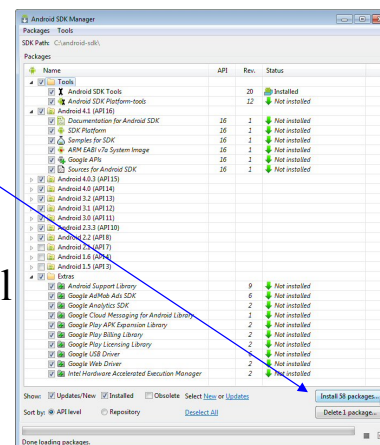 Android SDK Manager
Packages Tools
SDK Path: C:\android-sdk\
Packages
Name API Rev. Status
Tools
Android SDK Tools 20 Installed
Android SDK Platform-tools 12 Not installed
Android 4.1 (API 16)
Documentation for Android SDK 16 1 Not installed
SDK Platform 16 1 Not installed
Samples for SDK 16 1 Not installed
ARM EABI v7a System Image 16 1 Not installed
Google APIs 16 1 Not installed
Sources for Android SDK 16 1 Not installed
Android 4.0.3 (API 15)
Android 4.0 (API 14)
Android 3.2 (API 13)
Android 3.1 (API 12)
Android 3.0 (API 11)
Android 2.3.3 (API 10)
Android 2.2 (API 8)
Android 2.1 (API 7)
Android 1.6 (API 4)
Android 1.5 (API 3)
Extras
Android Support Library 9 Not installed
Google AdMob Ads SDK 6 Not installed
Google Analytics SDK 2 Not installed
Google Cloud Messaging for Android Library 1 Not installed
Google Play APK Expansion Library 2 Not installed
Google Play Billing Library 2 Not installed
Google Play Licensing Library 2 Not installed
Google USB Driver Not installed
Google Web Driver 2 Not installed
Intel Hardware Accelerated Execution Manager 2 Not installed
Show: Updates/New Installed Obsolete Select New or Updates Install 58 packages...
Sort by: API level Repository Deselect All Delete 1 package...
Done loading packages.